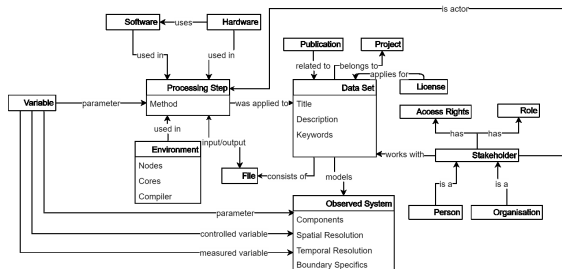 is actor
Software
uses
Hardware
used in
used in
Publication
Project
related to
belongs to
applies for
License
Processing Step
Method
Variable
parameter
was applied to
Data Set
Title
Description
Keywords
Access Rights
Role
has
has
used in
input/output
Environment
Nodes
Cores
Compiler
File
consists of
models
works with
Stakeholder
is a
is a
Person
Organisation
Observed System
Components
Spatial Resolution
Temporal Resolution
Boundary Specifics
parameter
controlled variable
measured variable